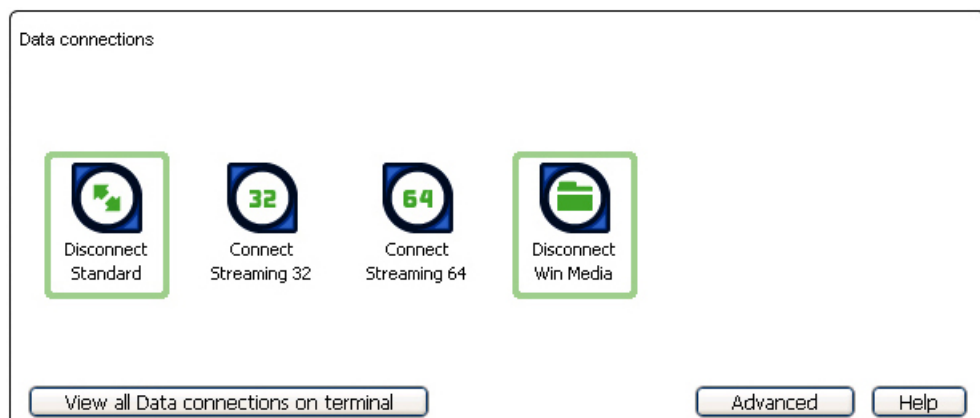 Data connections
32
64
Disconnect
Standard
Connect
Streaming 32
Connect
Streaming 64
Disconnect
Win Media
View all Data connections on terminal
Advanced
Help